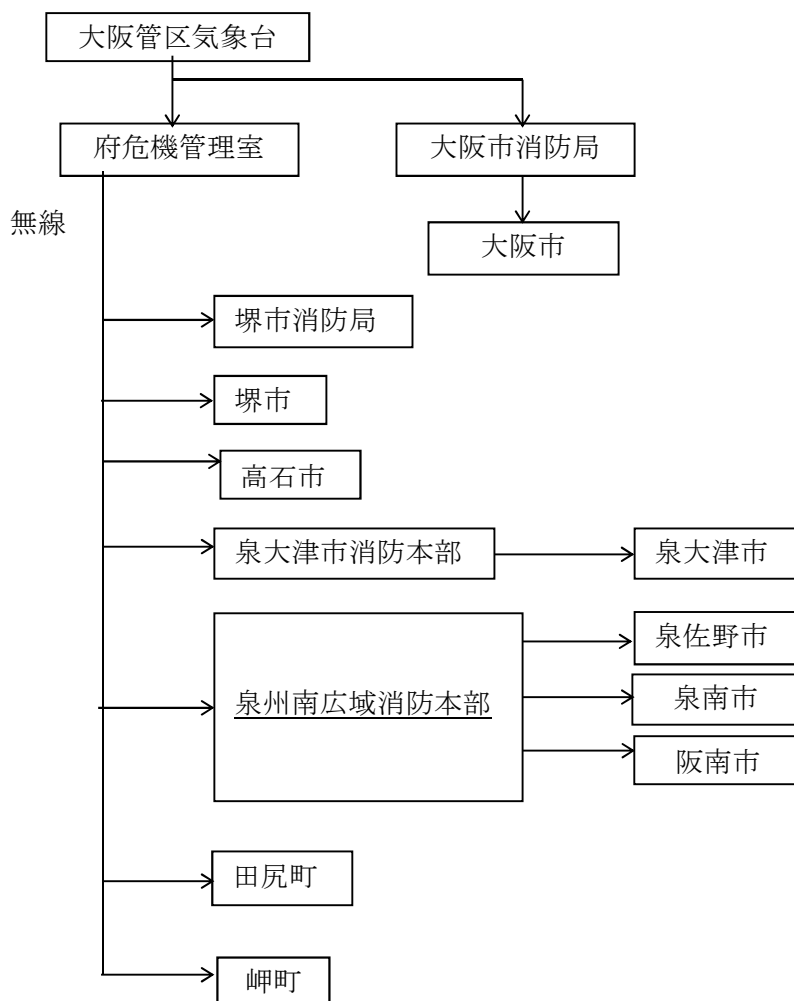 大阪管区気象台
府危機管理室
大阪市消防局
無線
大阪市
堺市消防局
堺市
高石市
泉大津市消防本部
泉大津市
泉佐野市
泉州南広域消防本部
泉南市
阪南市
田尻町
岬町